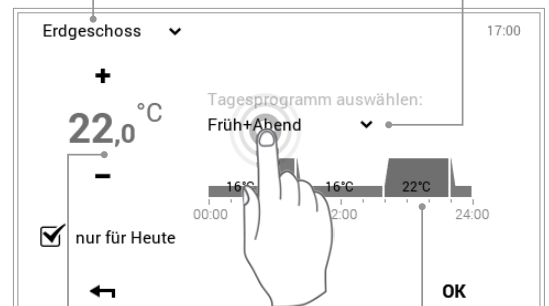 Erdgeschoss
17:00
+
22,0 °C
Tagesprogramm auswählen:
Früh+Abend
–
16°C 16°C 22°C
00:00 2:00 24:00
nur für Heute
OK